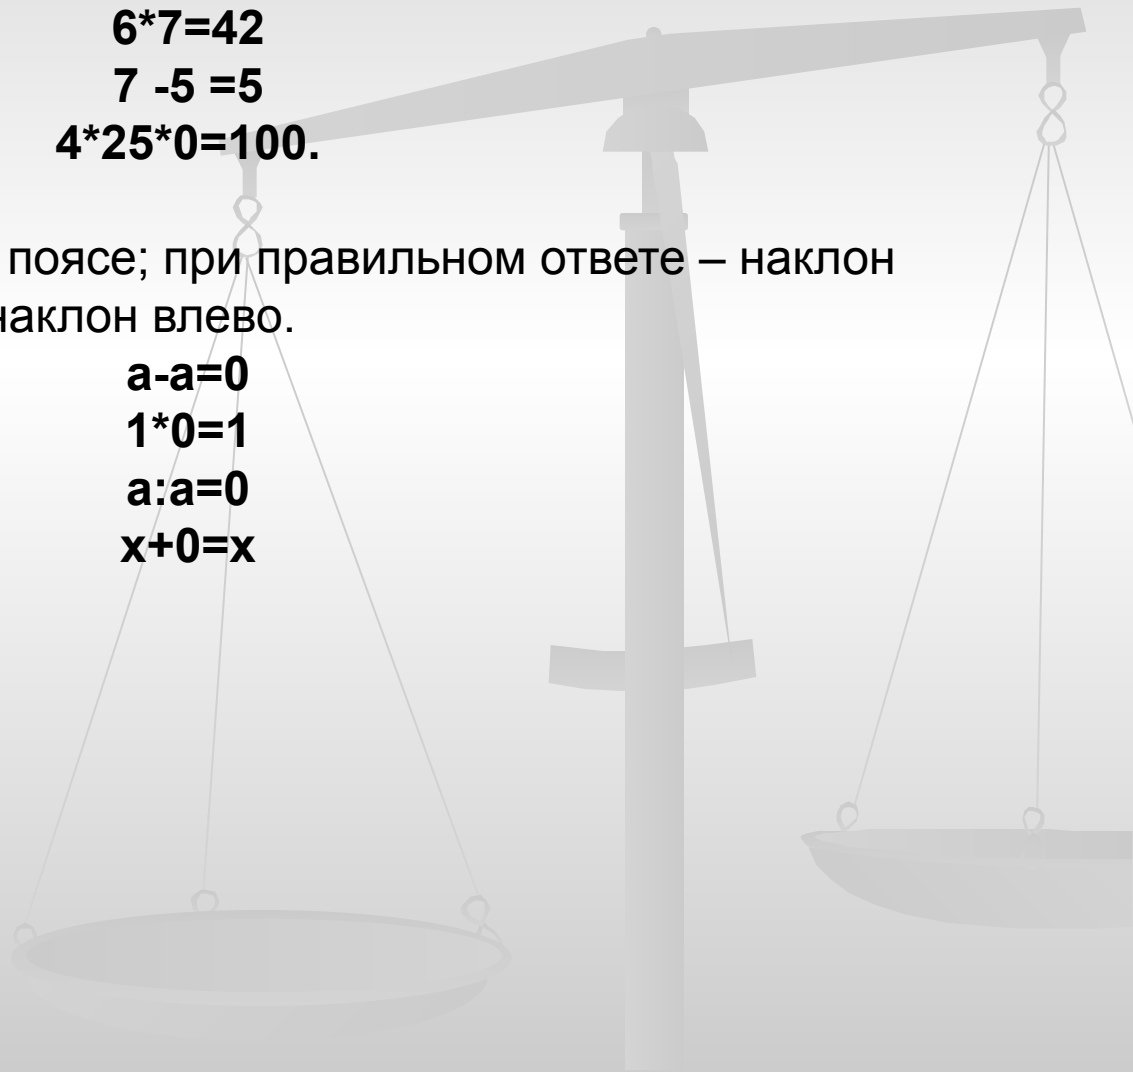 6*7=42
7 -5 =5
4*25*0=100.
поясе; при правильном ответе – наклон
наклон влево.
а-а=0
1*0=1
а:а=0
х+0=х